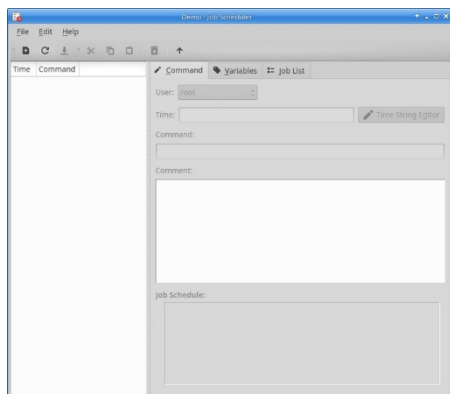 Demo - Job Scheduler
File Edit Help
Time Command
Command Variables Job List
User: root
Time: Time String Editor
Command:
Comment:
Job Schedule: